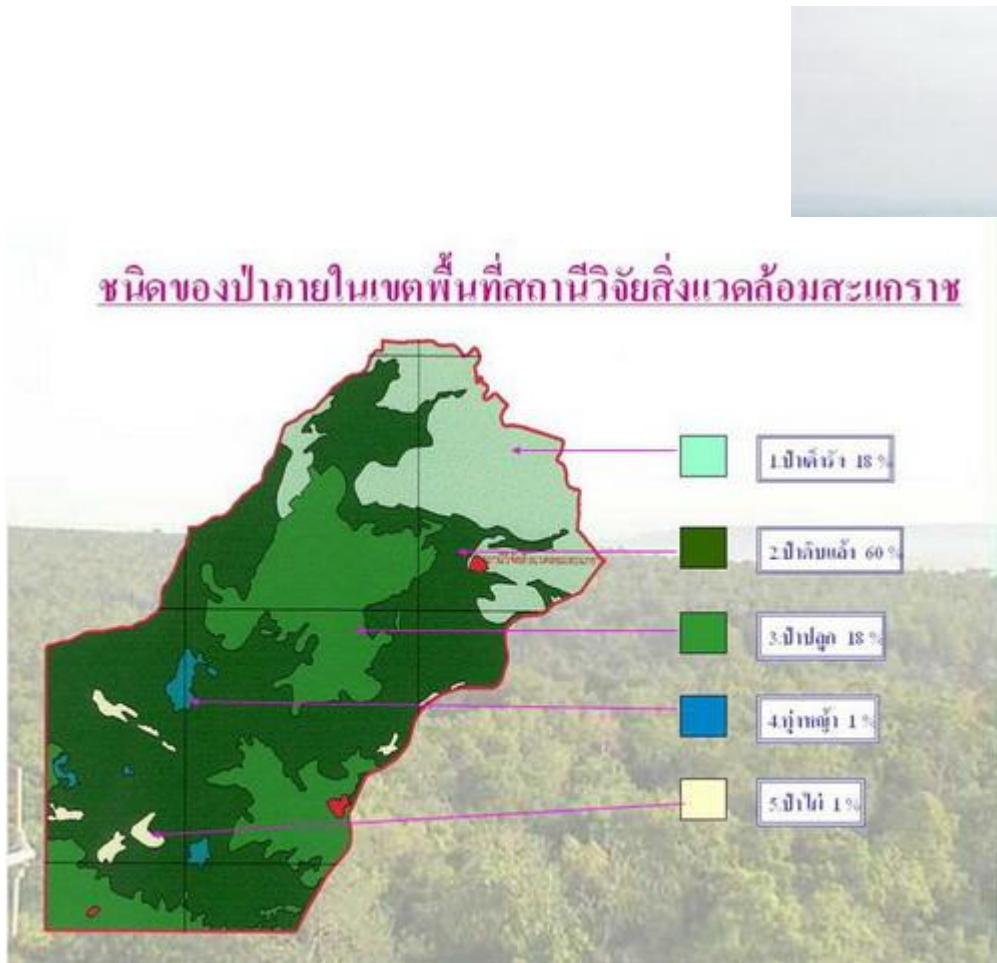 ชนิดของป่าภายในเขตพื้นที่สถานีวิจัยสิ่งแวดล้อมสะแกราช
1.ป่าเต็งรัง 18 %
2.ป่าดิบแล้ง 60 %
3.ป่าปลูก 18 %
4.ทุ่งหญ้า 1 %
5.ป่าไผ่ 1 %